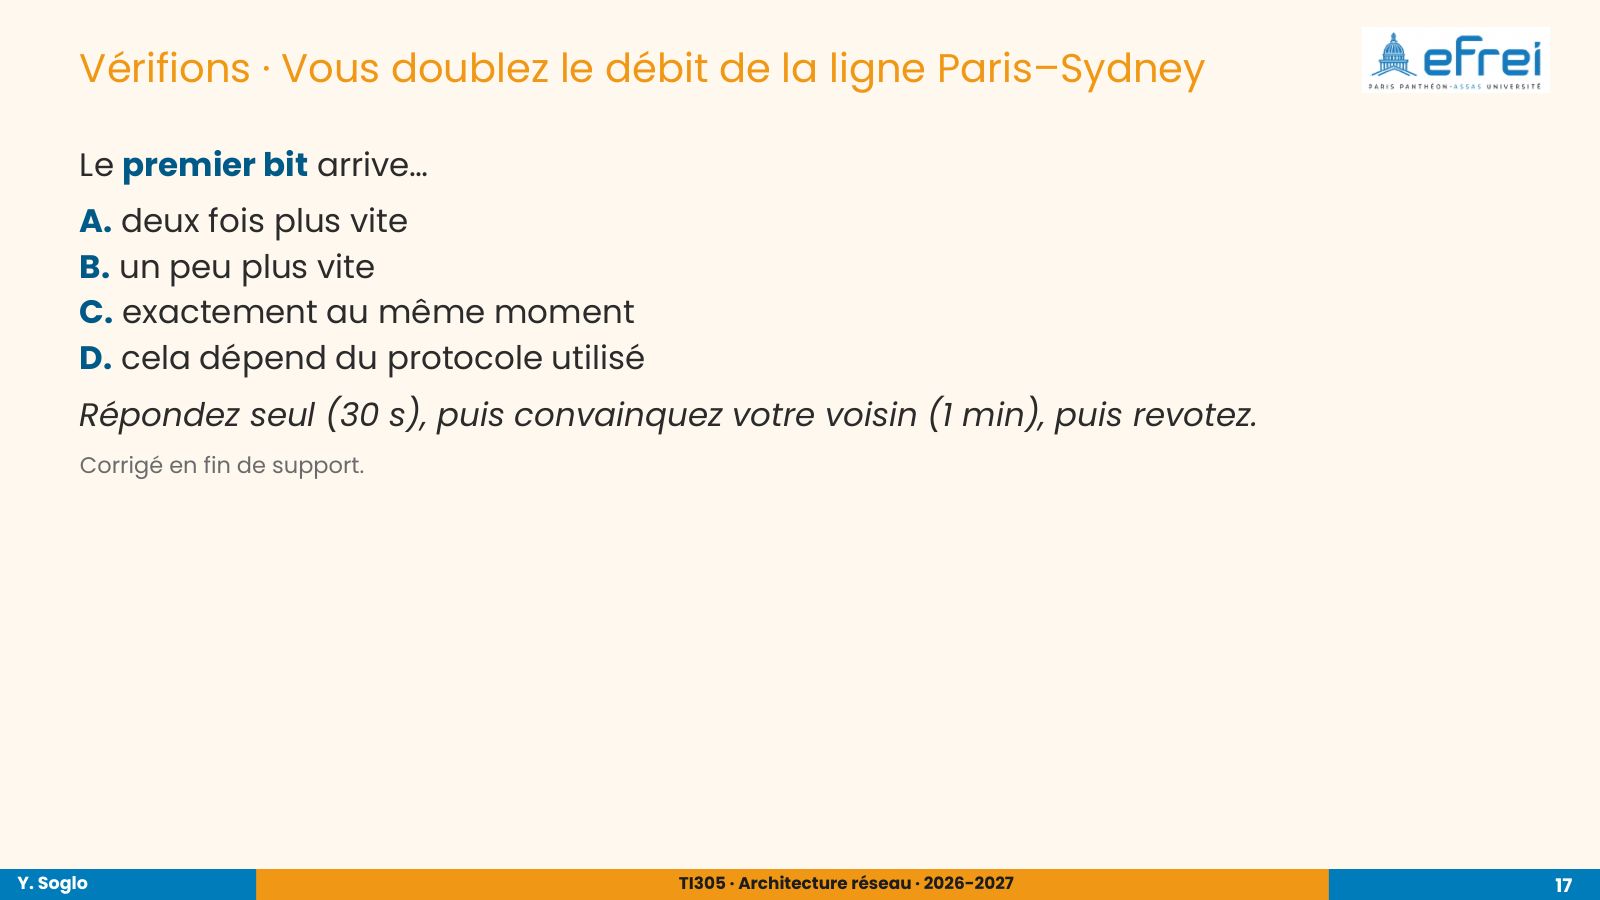 Vérifions · Vous doublez le débit de la ligne Paris–Sydney
efrei
PARIS PANTHÉON-ASSAS UNIVERSITÉ
Le premier bit arrive…
A. deux fois plus vite
B. un peu plus vite
C. exactement au même moment
D. cela dépend du protocole utilisé
Répondez seul (30 s), puis convainquez votre voisin (1 min), puis revotez.
Corrigé en fin de support.
Y. Soglo
TI305 · Architecture réseau · 2026-2027
17